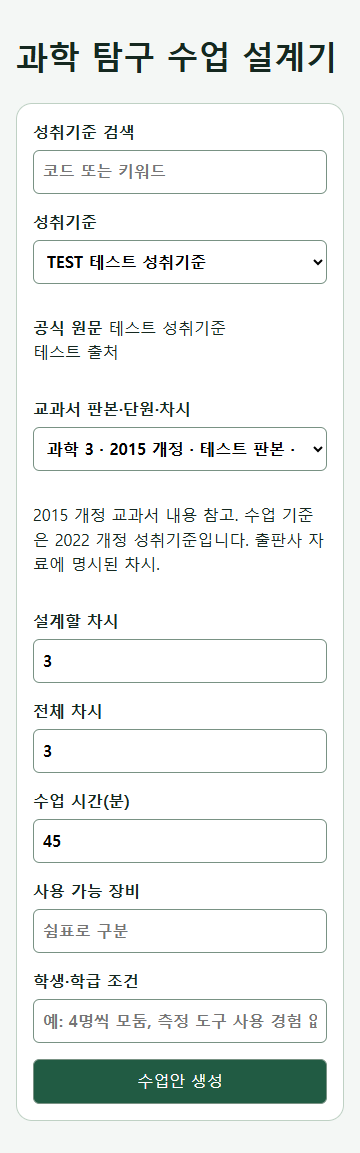 과학 탐구 수업 설계기
성취기준 검색
코드 또는 키워드
성취기준
TEST 테스트 성취기준
공식 원문 테스트 성취기준
테스트 출처
교과서 판본·단원·차시
과학 3 · 2015 개정 · 테스트 판본 ·
2015 개정 교과서 내용 참고. 수업 기준
은 2022 개정 성취기준입니다. 출판사 자
료에 명시된 차시.
설계할 차시
3
전체 차시
3
수업 시간(분)
45
사용 가능 장비
쉼표로 구분
학생·학급 조건
예: 4명씩 모둠, 측정 도구 사용 경험
수업안 생성